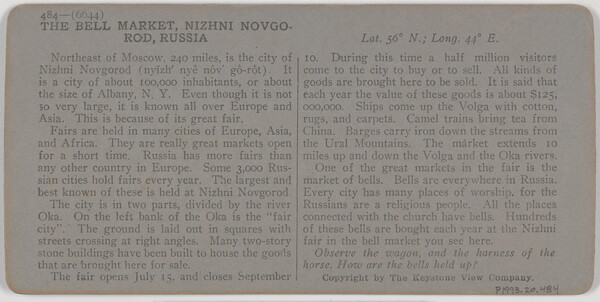 484—(6644)
THE BELL MARKET, NIZHNI NOVGO-
ROD, RUSSIA
Northeast of Moscow, 240 miles, is the city of
Nizhni Novgorod (nyĭzh' nyĕ nôv' gō-rŏt). It
is a city of about 100,000 inhabitants, or about
the size of Albany, N. Y. Even though it is not
so very large, it is known all over Europe and
Asia. This is because of its great fair.
Fairs are held in many cities of Europe, Asia,
and Africa. They are really great markets open
for a short time. Russia has more fairs than
any other country in Europe. Some 3,000 Rus-
sian cities hold fairs every year. The largest and
best known of these is held at Nizhni Novgorod.
The city is in two parts, divided by the river
Oka. On the left bank of the Oka is the "fair
city". The ground is laid out in squares with
streets crossing at right angles. Many two-story
stone buildings have been built to house the goods
that are brought here for sale.
The fair opens July 15, and closes September
Lat. 56° N.; Long. 44° E.
10. During this time a half million visitors
come to the city to buy or to sell. All kinds of
goods are brought here to be sold. It is said that
each year the value of these goods is about $125,
000,000. Ships come up the Volga with cotton,
rugs, and carpets. Camel trains bring tea from
China. Barges carry iron down the streams from
the Ural Mountains. The market extends 10
miles up and down the Volga and the Oka rivers.
One of the great markets in the fair is the
market of bells. Bells are everywhere in Russia.
Every city has many places of worship, for the
Russians are a religious people. All the places
connected with the church have bells. Hundreds
of these bells are bought each year at the Nizhni
fair in the bell market you see here.
Observe the wagon, and the harness of the
horse. How are the bells held up?
Copyright by The Keystone View Company.
P1993.20.484